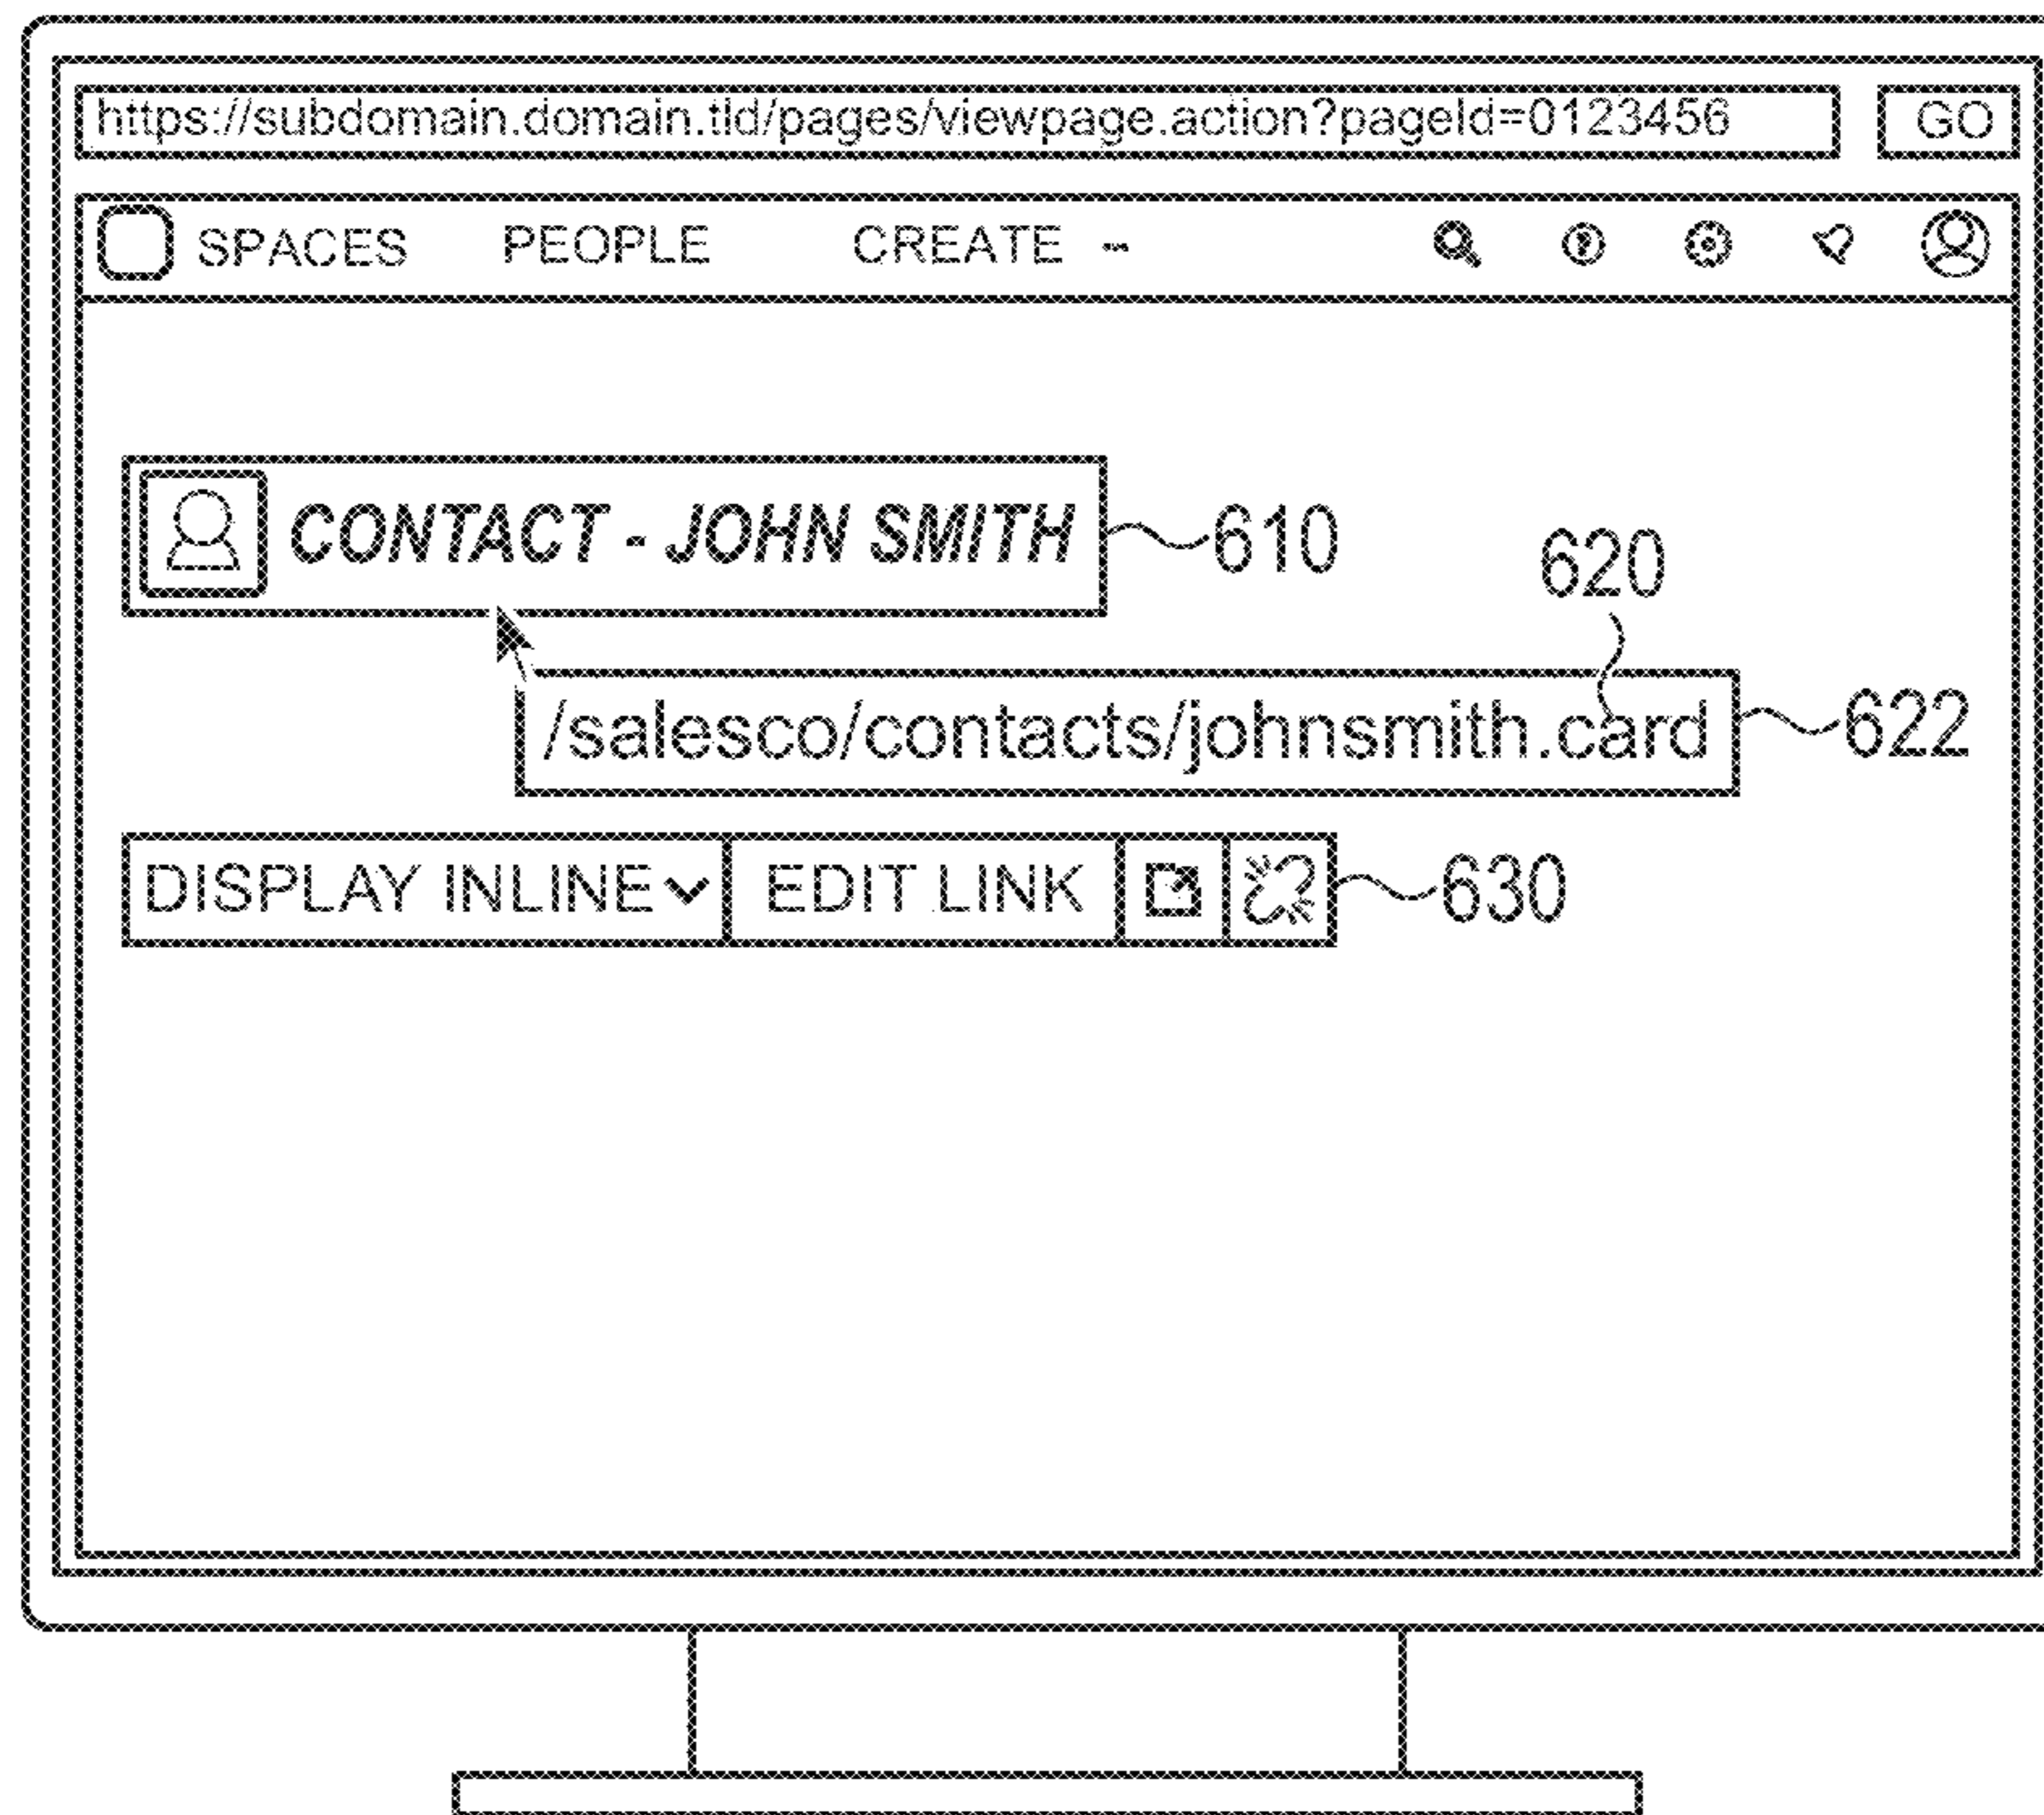 https://subdomain.domain.tld/pages/viewpage.action?pageId=0123456 GO
SPACES PEOPLE CREATE --
CONTACT - JOHN SMITH 610
620
/salesco/contacts/johnsmith.card 622
DISPLAY INLINE EDIT LINK 630